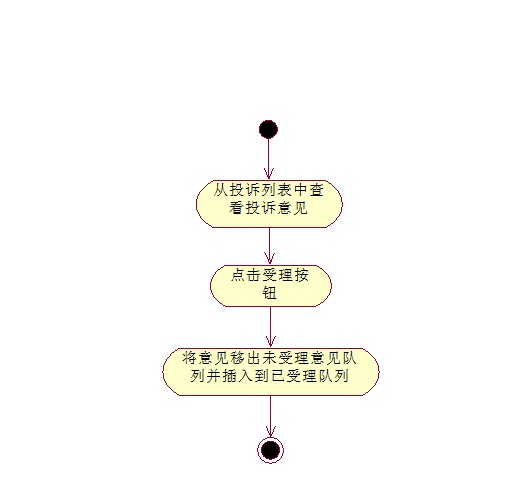 从投诉列表中查
看投诉意见
点击受理按
钮
将意见移出未受理意见队
列并插入到已受理队列